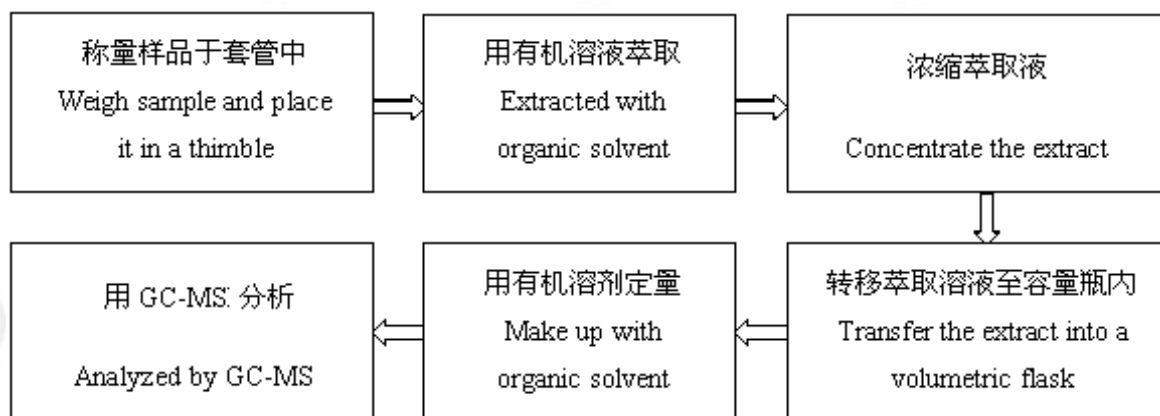 称量样品于套管中
Weigh sample and place
it in a thimble
用有机溶液萃取
Extracted with
organic solvent
浓缩萃取液
Concentrate the extract
转移萃取溶液至容量瓶内
Transfer the extract into a
volumetric flask
用有机溶剂定量
Make up with
organic solvent
用 GC-MS 分析
Analyzed by GC-MS